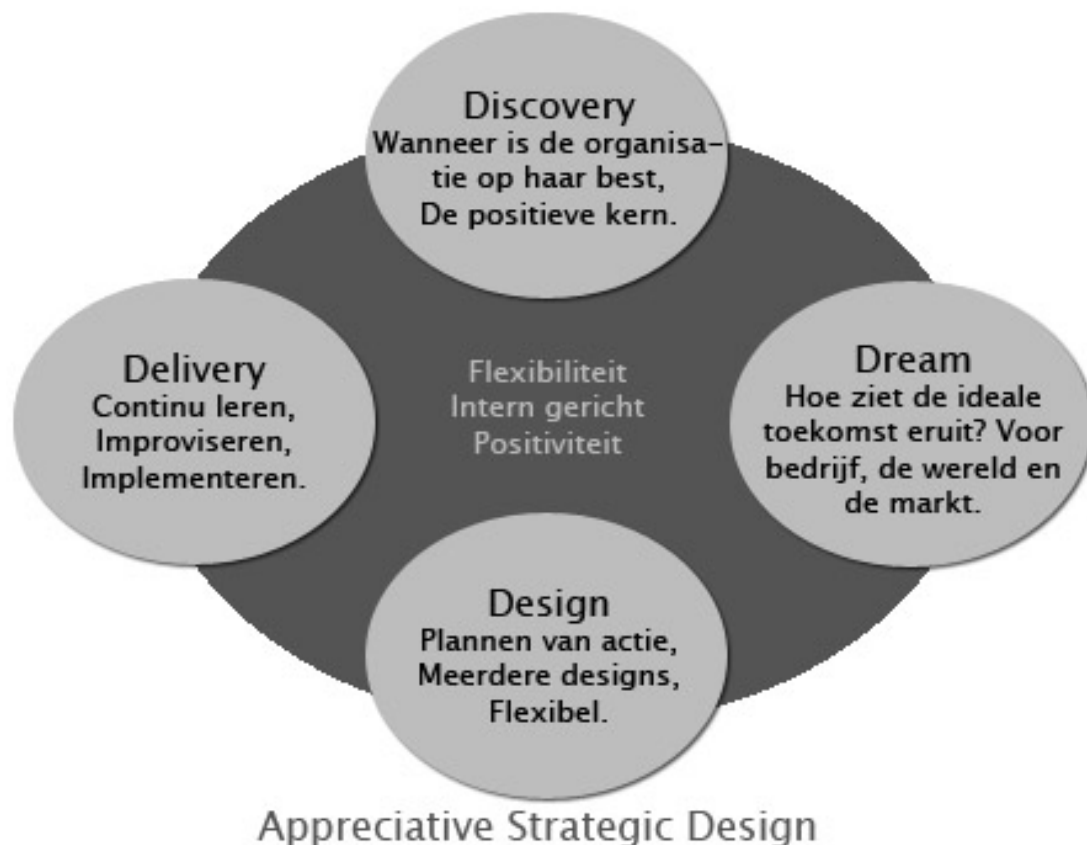 Discovery
Wanneer is de organisa-
tie op haar best,
De positieve kern.
Delivery
Continu leren,
Improviseren,
Implementeren.
Flexibiliteit
Intern gericht
Positiviteit
Dream
Hoe ziet de ideale
toekomst eruit? Voor
bedrijf, de wereld en
de markt.
Design
Plannen van actie,
Meerdere designs,
Flexibel.
Appreciative Strategic Design